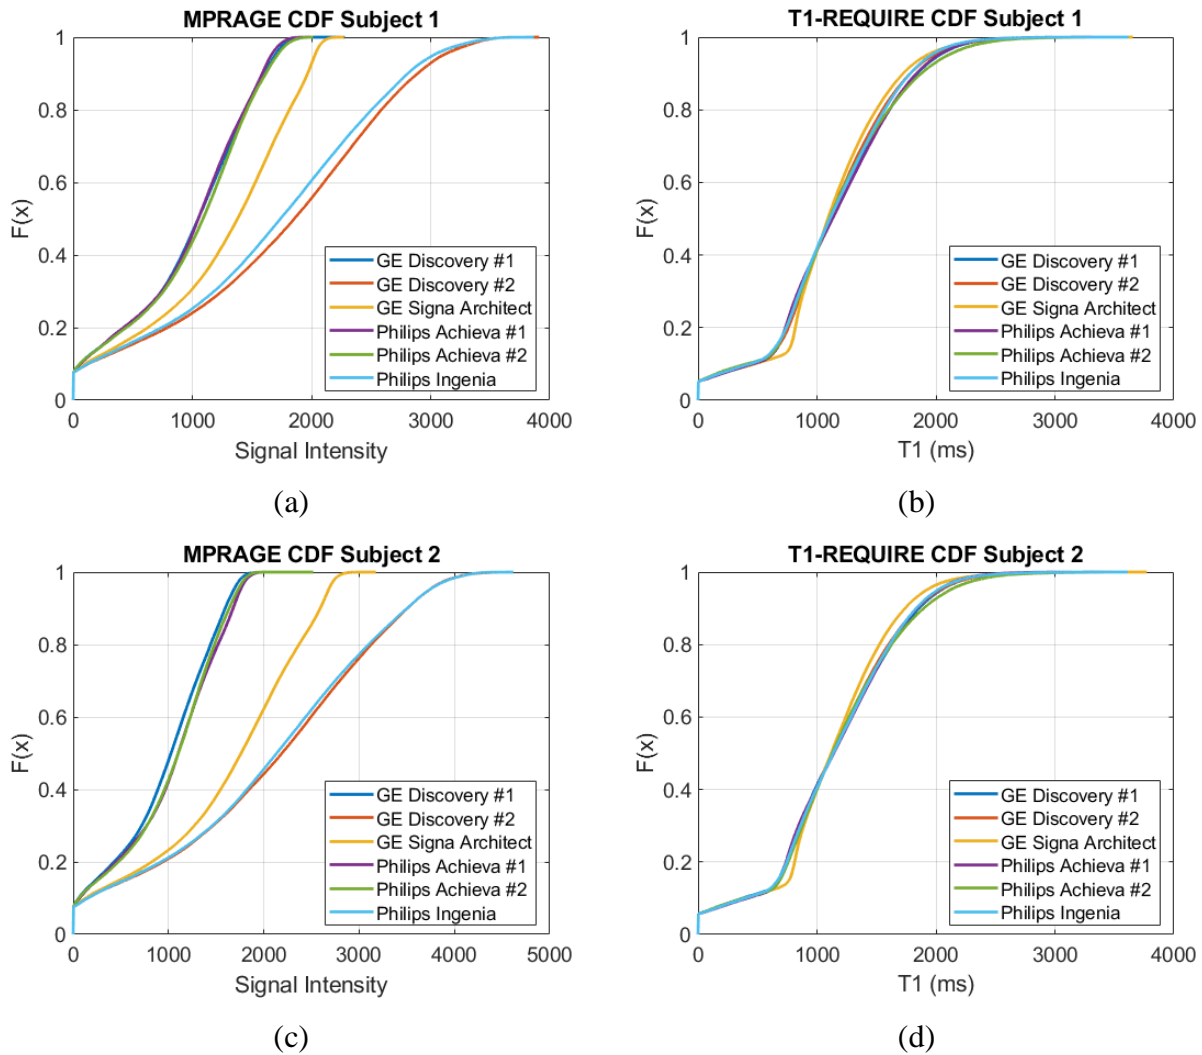 MPRAGE CDF Subject 1
1
0.8
0.6
0.4
0.2
0
F(x)
GE Discovery #1
GE Discovery #2
GE Signa Architect
Philips Achieva #1
Philips Achieva #2
Philips Ingenia
0 1000 2000 3000 4000
Signal Intensity
(a)
T1-REQUIRE CDF Subject 1
1
0.8
0.6
0.4
0.2
0
F(x)
GE Discovery #1
GE Discovery #2
GE Signa Architect
Philips Achieva #1
Philips Achieva #2
Philips Ingenia
0 1000 2000 3000 4000
T1 (ms)
(b)
MPRAGE CDF Subject 2
1
0.8
0.6
0.4
0.2
0
F(x)
GE Discovery #1
GE Discovery #2
GE Signa Architect
Philips Achieva #1
Philips Achieva #2
Philips Ingenia
0 1000 2000 3000 4000 5000
Signal Intensity
(c)
T1-REQUIRE CDF Subject 2
1
0.8
0.6
0.4
0.2
0
F(x)
GE Discovery #1
GE Discovery #2
GE Signa Architect
Philips Achieva #1
Philips Achieva #2
Philips Ingenia
0 1000 2000 3000 4000
T1 (ms)
(d)